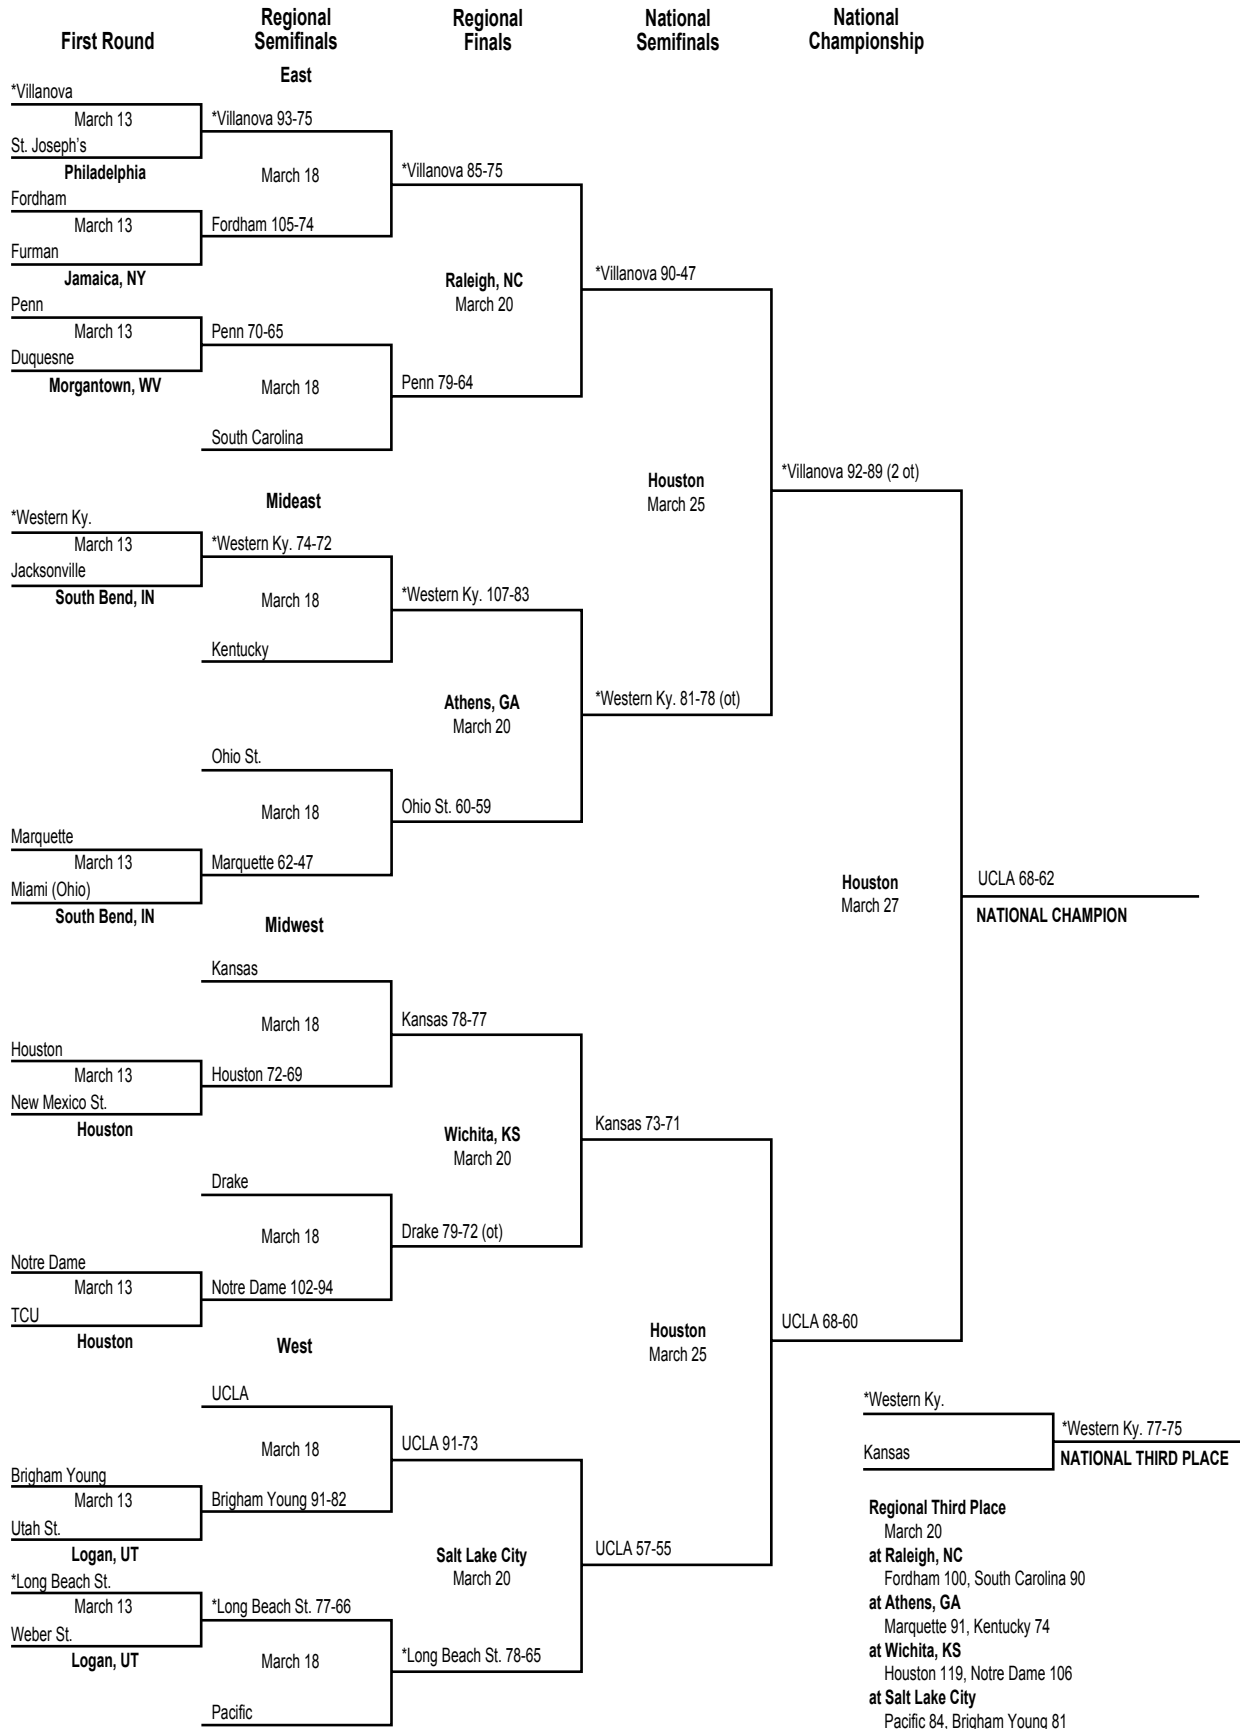 First Round
Regional
Semifinals
Regional
Finals
National
Semifinals
National
Championship
East
*Villanova
March 13
St. Joseph's
Philadelphia
Fordham
March 13
Furman
Jamaica, NY
Penn
March 13
Duquesne
Morgantown, WV
*Villanova 93-75
March 18
Fordham 105-74
Penn 70-65
March 18
South Carolina
*Villanova 85-75
Raleigh, NC
March 20
Penn 79-64
*Villanova 90-47
Mideast
*Western Ky.
March 13
Jacksonville
South Bend, IN
*Western Ky. 74-72
March 18
Kentucky
Ohio St.
March 18
Marquette
March 13
Miami (Ohio)
South Bend, IN
Marquette 62-47
*Western Ky. 107-83
Athens, GA
March 20
Ohio St. 60-59
*Western Ky. 81-78 (ot)
Houston
March 25
*Villanova 92-89 (2 ot)
Midwest
Kansas
March 18
Houston
March 13
New Mexico St.
Houston
Houston 72-69
Drake
March 18
Notre Dame
March 13
TCU
Houston
Notre Dame 102-94
Kansas 78-77
Wichita, KS
March 20
Drake 79-72 (ot)
Kansas 73-71
West
UCLA
March 18
Brigham Young
March 13
Utah St.
Logan, UT
Brigham Young 91-82
*Long Beach St.
March 13
Weber St.
Logan, UT
*Long Beach St. 77-66
March 18
Pacific
UCLA 91-73
Salt Lake City
March 20
*Long Beach St. 78-65
UCLA 57-55
Houston
March 25
UCLA 68-60
Houston
March 27
UCLA 68-62
NATIONAL CHAMPION
*Western Ky.
Kansas
*Western Ky. 77-75
NATIONAL THIRD PLACE
Regional Third Place
March 20
at Raleigh, NC
Fordham 100, South Carolina 90
at Athens, GA
Marquette 91, Kentucky 74
at Wichita, KS
Houston 119, Notre Dame 106
at Salt Lake City
Pacific 84, Brigham Young 81